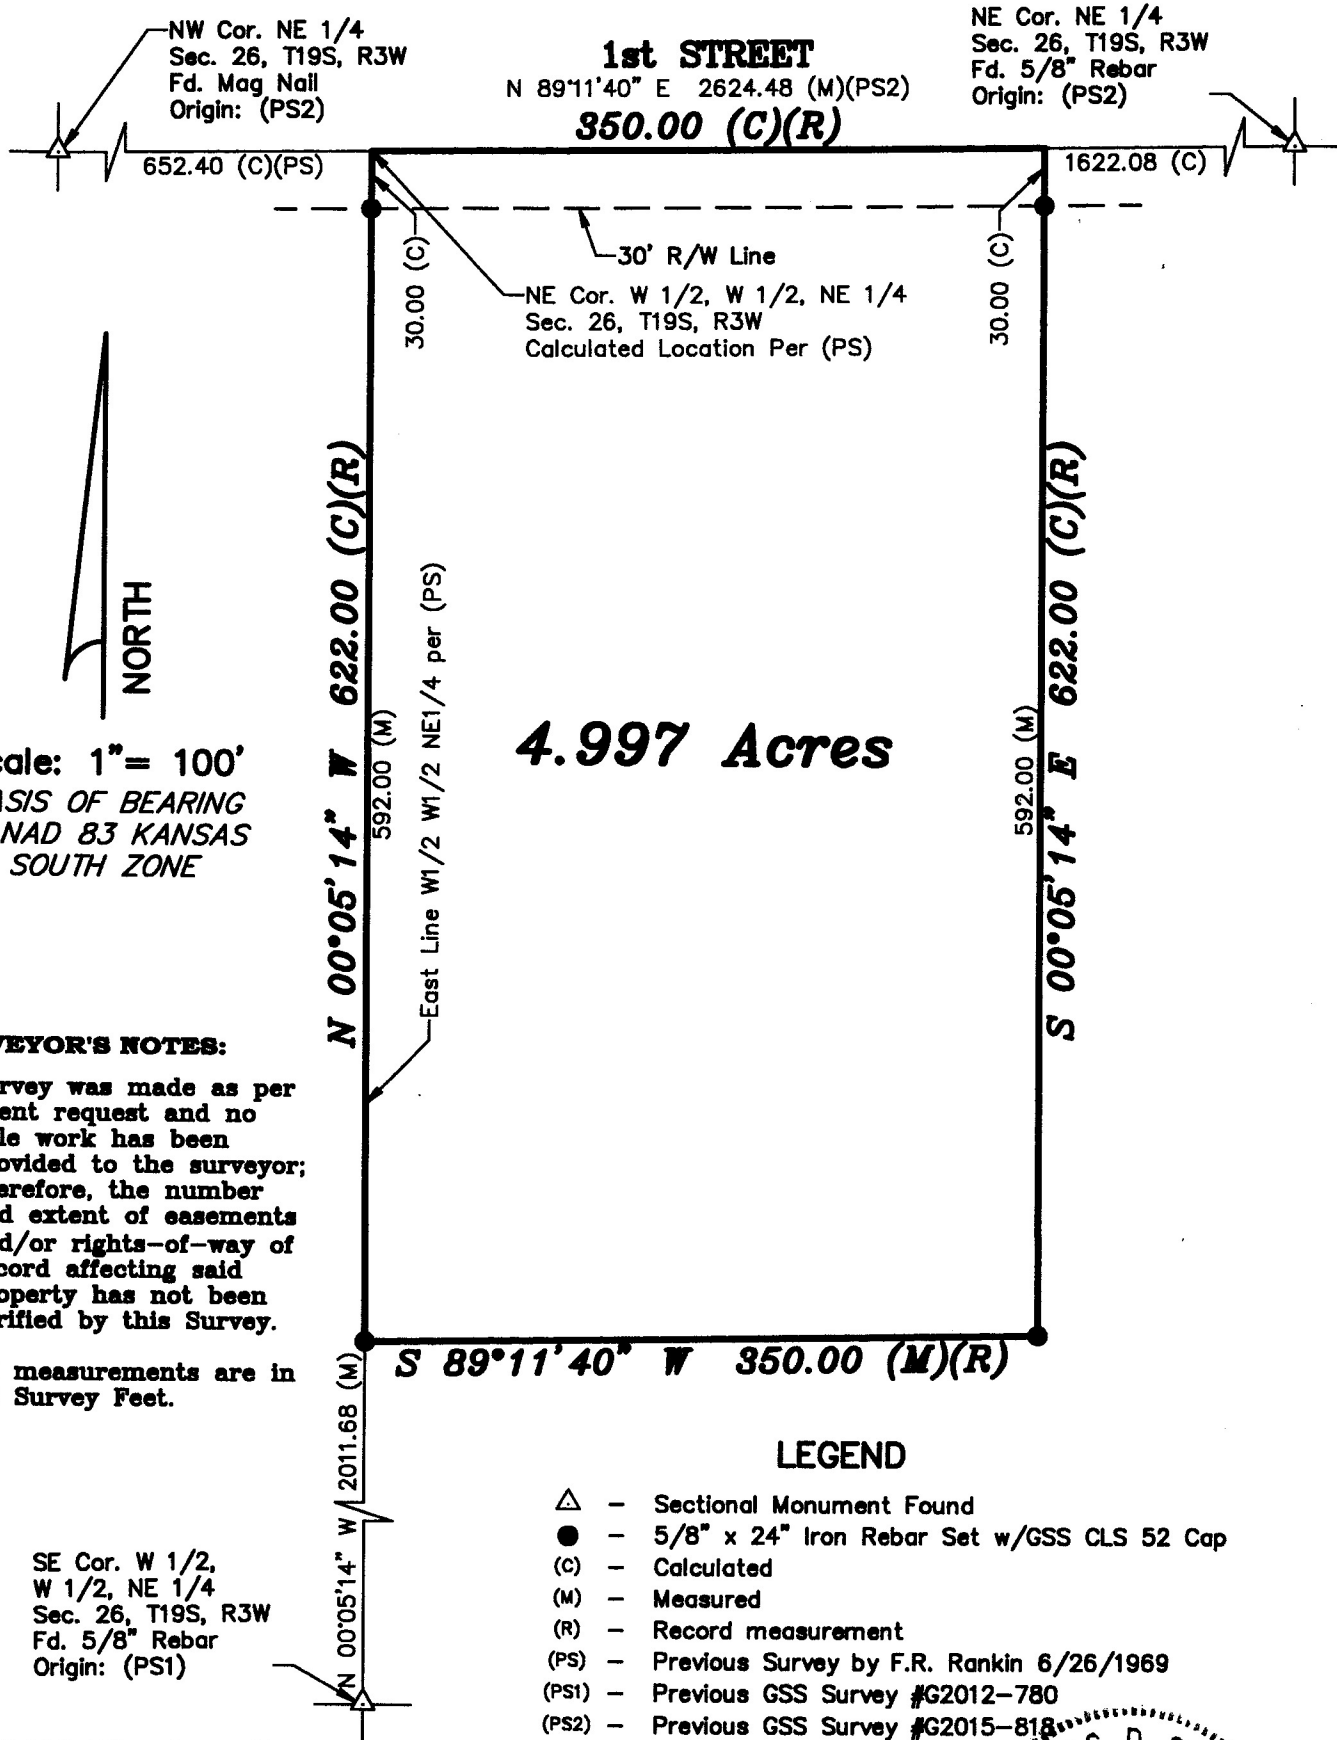 NW Cor. NE 1/4
Sec. 26, T19S, R3W
Fd. Mag Nail
Origin: (PS2)
1st STREET
N 89°11'40" E 2624.48 (M)(PS2)
350.00 (C)(R)
NE Cor. NE 1/4
Sec. 26, T19S, R3W
Fd. 5/8" Rebar
Origin: (PS2)
652.40 (C)(PS)
1622.08 (C)
30.00 (C)
30' R/W Line
30.00 (C)
NE Cor. W 1/2, W 1/2, NE 1/4
Sec. 26, T19S, R3W
Calculated Location Per (PS)
NORTH
N 00°05'14" W 622.00 (C)(R)
592.00 (M)
East Line W1/2 W1/2 NE1/4 per (PS)
4.997 Acres
592.00 (M)
S 00°05'14" E 622.00 (C)(R)
cale: 1"= 100'
ASIS OF BEARING
NAD 83 KANSAS
SOUTH ZONE
VEYOR'S NOTES:
rvey was made as per
ent request and no
le work has been
ovided to the surveyor;
erefore, the number
d extent of easements
d/or rights-of-way of
cord affecting said
operty has not been
rified by this Survey.
measurements are in
Survey Feet.
S 89°11'40" W 350.00 (M)(R)
N 00°05'14" W 2011.68 (M)
SE Cor. W 1/2,
W 1/2, NE 1/4
Sec. 26, T19S, R3W
Fd. 5/8" Rebar
Origin: (PS1)
LEGEND
△ - Sectional Monument Found
● - 5/8" x 24" Iron Rebar Set w/GSS CLS 52 Cap
(C) - Calculated
(M) - Measured
(R) - Record measurement
(PS) - Previous Survey by F.R. Rankin 6/26/1969
(PS1) - Previous GSS Survey #G2012-780
(PS2) - Previous GSS Survey #G2015-818